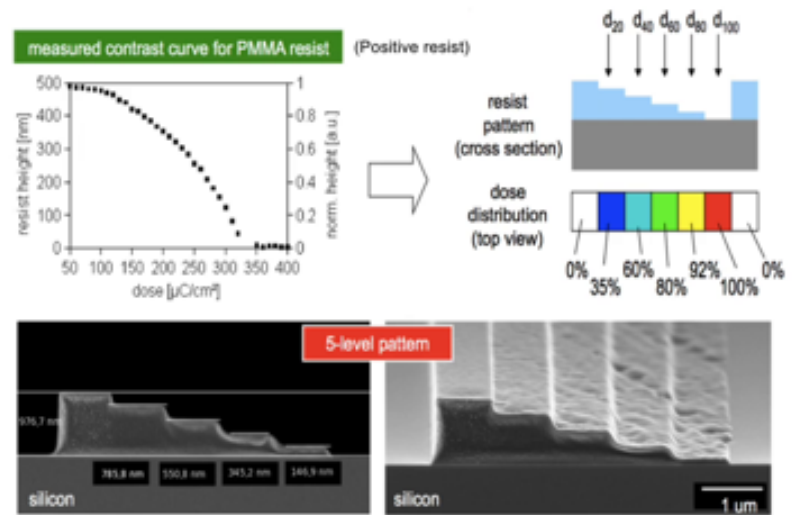 measured contrast curve for PMMA resist
(Positive resist)
500
400
300
200
100
0
resist height [nm]
1
0.8
0.6
0.4
0.2
0
norm. height [a.u.]
50 100 150 200 250 300 350 400
dose [µC/cm²]
d20 d40 d60 d80 d100
resist
pattern
(cross section)
dose
distribution
(top view)
0% 35% 60% 80% 92% 100% 0%
5-level pattern
976,7 nm
785,8 nm 550,8 nm 345,2 nm 146,9 nm
silicon
silicon
1 um